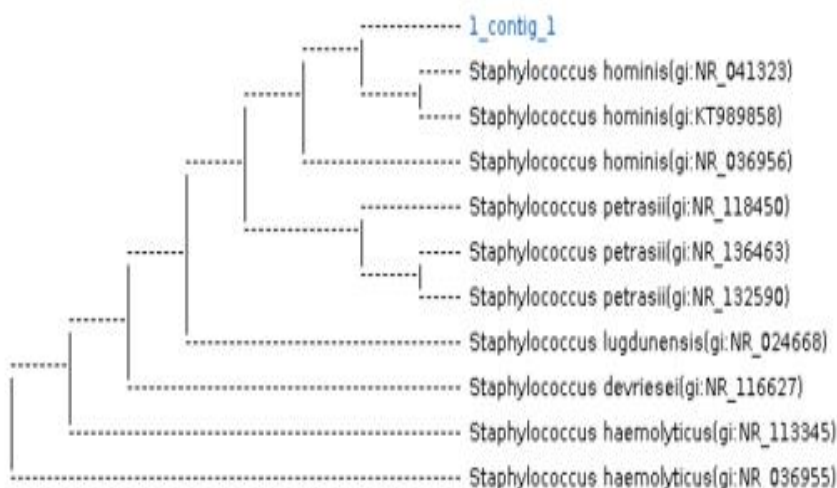 1_contig_1
Staphylococcus hominis(gi:NR_041323)
Staphylococcus hominis(gi:KT989858)
Staphylococcus hominis(gi:NR_036956)
Staphylococcus petrasii(gi:NR_118450)
Staphylococcus petrasii(gi:NR_136463)
Staphylococcus petrasii(gi:NR_132590)
Staphylococcus lugdunensis(gi:NR_024668)
Staphylococcus devriesei(gi:NR_116627)
Staphylococcus haemolyticus(gi:NR_113345)
Staphylococcus haemolyticus(gi:NR_036955)